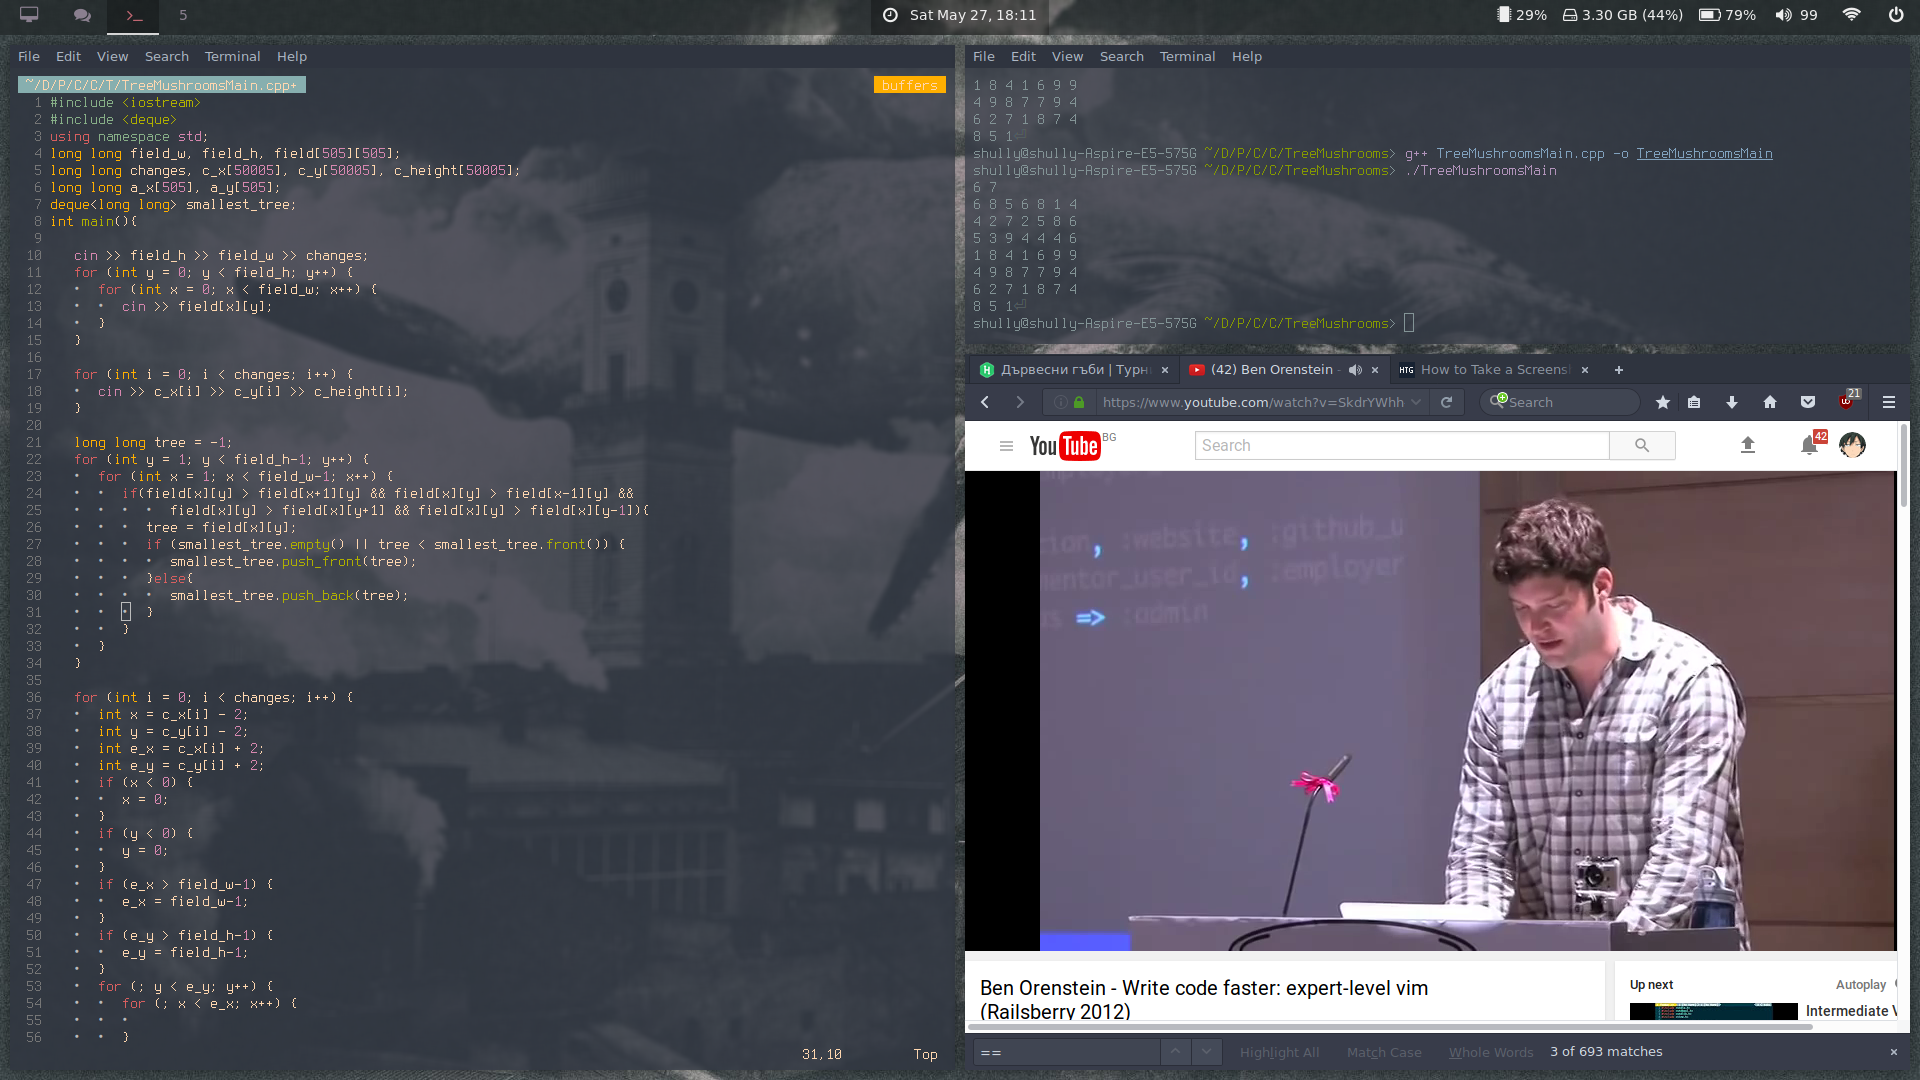 5
Sat May 27, 18:11
29% 3.30 GB (44%) 79% 99
File Edit View Search Terminal Help
~/D/P/C/C/T/TreeMushroomsMain.cpp+ buffers
1 #include <iostream>
2 #include <deque>
3 using namespace std;
4 long long field_w, field_h, field[505][505];
5 long long changes, c_x[50005], c_y[50005], c_height[50005];
6 long long a_x[505], a_y[505];
7 deque<long long> smallest_tree;
8 int main(){
9
10 cin >> field_h >> field_w >> changes;
11 for (int y = 0; y < field_h; y++) {
12 • for (int x = 0; x < field_w; x++) {
13 • • cin >> field[x][y];
14 • }
15 }
16
17 for (int i = 0; i < changes; i++) {
18 • cin >> c_x[i] >> c_y[i] >> c_height[i];
19 }
20
21 long long tree = -1;
22 for (int y = 1; y < field_h-1; y++) {
23 • for (int x = 1; x < field_w-1; x++) {
24 • • if(field[x][y] > field[x+1][y] && field[x][y] > field[x-1][y] &&
25 • • • • field[x][y] > field[x][y+1] && field[x][y] > field[x][y-1]){
26 • • • tree = field[x][y];
27 • • • if (smallest_tree.empty() || tree < smallest_tree.front()) {
28 • • • • smallest_tree.push_front(tree);
29 • • • }else{
30 • • • • smallest_tree.push_back(tree);
31 • • • }
32 • • }
33 • }
34 }
35
36 for (int i = 0; i < changes; i++) {
37 • int x = c_x[i] - 2;
38 • int y = c_y[i] - 2;
39 • int e_x = c_x[i] + 2;
40 • int e_y = c_y[i] + 2;
41 • if (x < 0) {
42 • • x = 0;
43 • }
44 • if (y < 0) {
45 • • y = 0;
46 • }
47 • if (e_x > field_w-1) {
48 • • e_x = field_w-1;
49 • }
50 • if (e_y > field_h-1) {
51 • • e_y = field_h-1;
52 • }
53 • for (; y < e_y; y++) {
54 • • for (; x < e_x; x++) {
55 • • •
56 • • }
31,10 Top
File Edit View Search Terminal Help
1 8 4 1 6 9 9
4 9 8 7 7 9 4
6 2 7 1 8 7 4
8 5 1⏎
shully@shully-Aspire-E5-575G ~/D/P/C/C/TreeMushrooms> g++ TreeMushroomsMain.cpp -o TreeMushroomsMain
shully@shully-Aspire-E5-575G ~/D/P/C/C/TreeMushrooms> ./TreeMushroomsMain
6 7
6 8 5 6 8 1 4
4 2 7 2 5 8 6
5 3 9 4 4 4 6
1 8 4 1 6 9 9
4 9 8 7 7 9 4
6 2 7 1 8 7 4
8 5 1⏎
shully@shully-Aspire-E5-575G ~/D/P/C/C/TreeMushrooms>
Дървесни гъби | Турн × (42) Ben Orenstein - × HTG How to Take a Screens × +
https://www.youtube.com/watch?v=SkdrYWhh Search 21
YouTube BG Search 42
tion, :website, :github_u
mentor_user_id, :employer
us => :admin
Ben Orenstein - Write code faster: expert-level vim
(Railsberry 2012)
Up next Autoplay
Intermediate V
== Highlight All Match Case Whole Words 3 of 693 matches ×